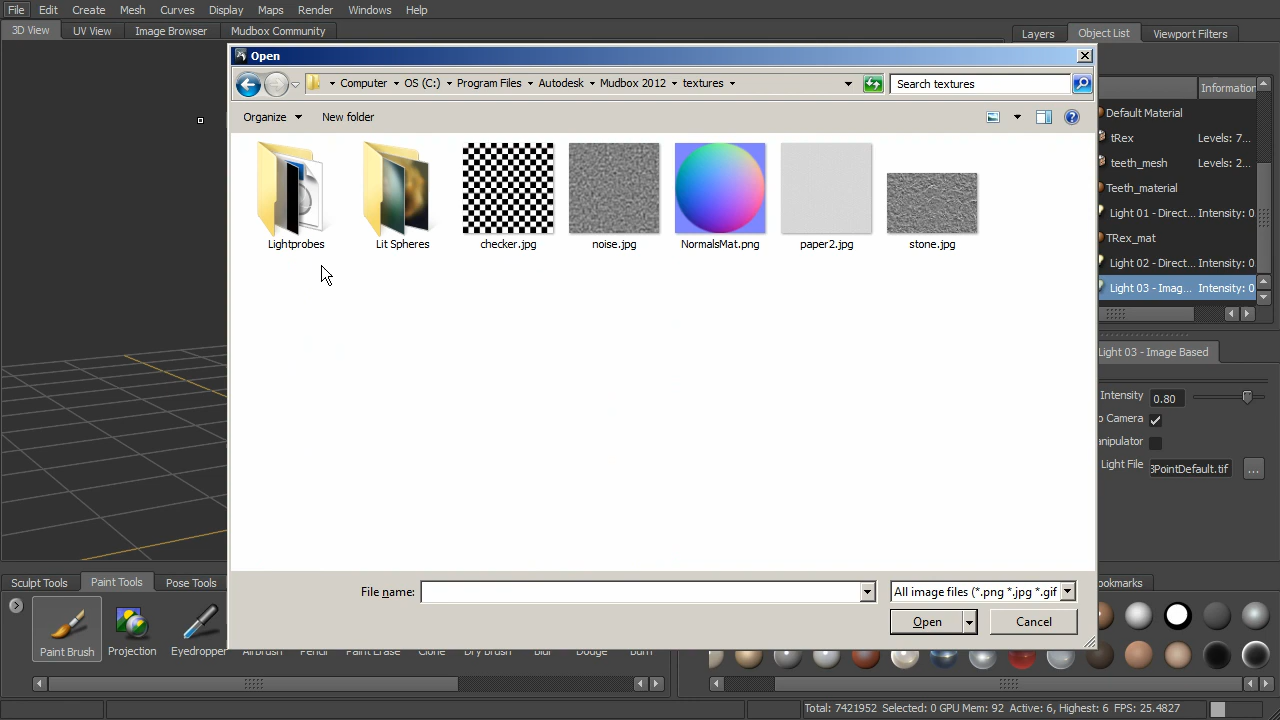 File Edit Create Mesh Curves Display Maps Render Windows Help
3D View UV View Image Browser Mudbox Community
Layers Object List Viewport Filters
Open
Computer OS (C:) Program Files Autodesk Mudbox 2012 textures
Search textures
Organize New folder
Information
Default Material
tRex Levels: 7...
teeth_mesh Levels: 2...
Teeth_material
Light 01 - Direct... Intensity: 0
TRex_mat
Light 02 - Direct... Intensity: 0
Light 03 - Imag... Intensity: 0
Lightprobes Lit Spheres checker.jpg noise.jpg NormalsMat.png paper2.jpg stone.jpg
Light 03 - Image Based
Intensity 0.80
Camera
Light File 3PointDefault.tif ...
File name: All image files (*.png *.jpg *.gif
Open Cancel
Sculpt Tools Paint Tools Pose Tools
Paint Brush Projection Eyedropper Airbrush Pencil Paint Erase Clone Dry Brush Blur Dodge Burn
Total: 7421952 Selected: 0 GPU Mem: 92 Active: 6, Highest: 6 FPS: 25.4827